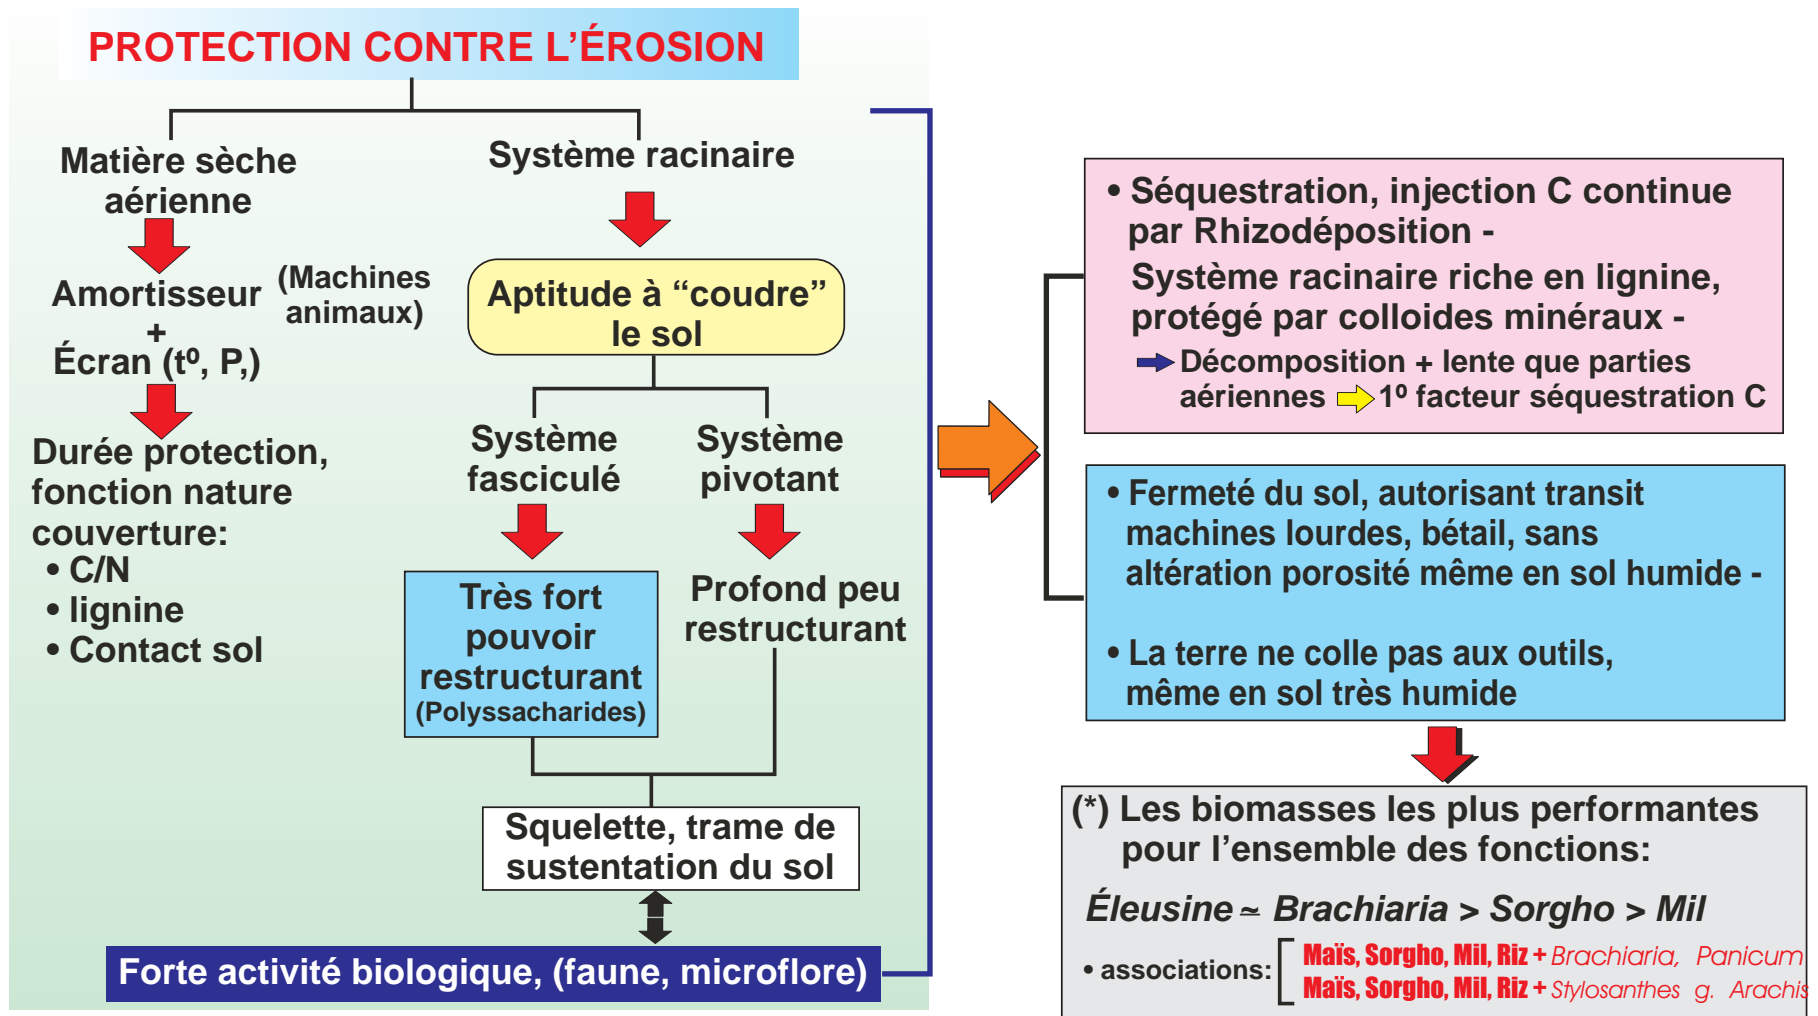 PROTECTION CONTRE L’ÉROSION
Matière sèche
aérienne
Amortisseur
+
Écran (tº, P,)
(Machines
animaux)
Durée protection,
fonction nature
couverture:
• C/N
• lignine
• Contact sol
Système racinaire
Aptitude à “coudre”
le sol
Système
fasciculé
Système
pivotant
Très fort
pouvoir
restructurant
(Polyssacharides)
Profond peu
restructurant
Squelette, trame de
sustentation du sol
Forte activité biologique, (faune, microflore)
• Séquestration, injection C continue
par Rhizodéposition -
Système racinaire riche en lignine,
protégé par colloides minéraux -
Décomposition + lente que parties
aériennes 1º facteur séquestration C
• Fermeté du sol, autorisant transit
machines lourdes, bétail, sans
altération porosité même en sol humide -
• La terre ne colle pas aux outils,
même en sol très humide
(*) Les biomasses les plus performantes
pour l’ensemble des fonctions:
Éleusine ≃ Brachiaria > Sorgho > Mil
• associations:
Maïs, Sorgho, Mil, Riz + Brachiaria, Panicum
Maïs, Sorgho, Mil, Riz + Stylosanthes g. Arachis